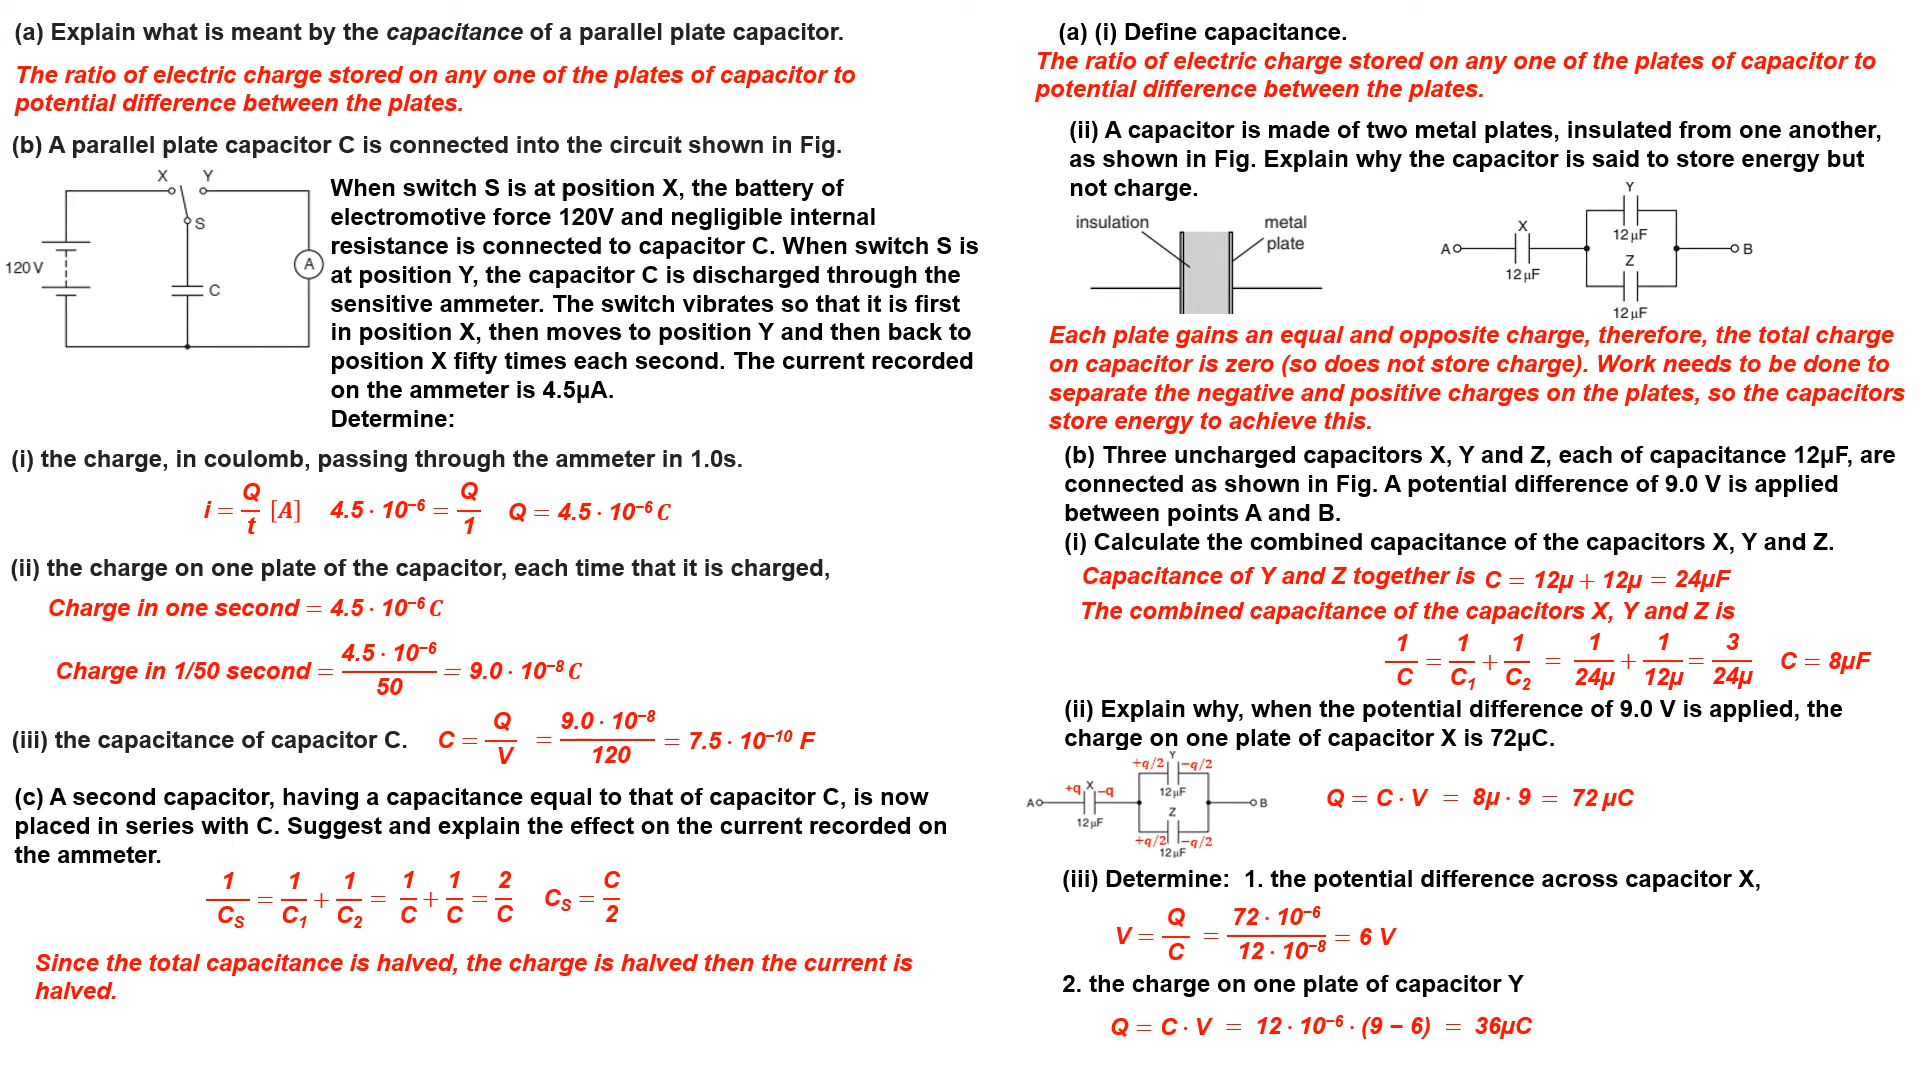 (a) Explain what is meant by the capacitance of a parallel plate capacitor.
The ratio of electric charge stored on any one of the plates of capacitor to
potential difference between the plates.
(b) A parallel plate capacitor C is connected into the circuit shown in Fig.
X Y
S
120 V
A
C
When switch S is at position X, the battery of
electromotive force 120V and negligible internal
resistance is connected to capacitor C. When switch S is
at position Y, the capacitor C is discharged through the
sensitive ammeter. The switch vibrates so that it is first
in position X, then moves to position Y and then back to
position X fifty times each second. The current recorded
on the ammeter is 4.5µA.
Determine:
(i) the charge, in coulomb, passing through the ammeter in 1.0s.
i = Q/t [A] 4.5 · 10⁻⁶ = Q/1 Q = 4.5 · 10⁻⁶ C
(ii) the charge on one plate of the capacitor, each time that it is charged,
Charge in one second = 4.5 · 10⁻⁶ C
Charge in 1/50 second = 4.5 · 10⁻⁶/50 = 9.0 · 10⁻⁸ C
(iii) the capacitance of capacitor C. C = Q/V = 9.0 · 10⁻⁸/120 = 7.5 · 10⁻¹⁰ F
(c) A second capacitor, having a capacitance equal to that of capacitor C, is now
placed in series with C. Suggest and explain the effect on the current recorded on
the ammeter.
1/C_S = 1/C₁ + 1/C₂ = 1/C + 1/C = 2/C C_S = C/2
Since the total capacitance is halved, the charge is halved then the current is
halved.
(a) (i) Define capacitance.
The ratio of electric charge stored on any one of the plates of capacitor to
potential difference between the plates.
(ii) A capacitor is made of two metal plates, insulated from one another,
as shown in Fig. Explain why the capacitor is said to store energy but
not charge.
insulation
metal
plate
Y
12 µF
X
A
B
12 µF
Z
12 µF
Each plate gains an equal and opposite charge, therefore, the total charge
on capacitor is zero (so does not store charge). Work needs to be done to
separate the negative and positive charges on the plates, so the capacitors
store energy to achieve this.
(b) Three uncharged capacitors X, Y and Z, each of capacitance 12µF, are
connected as shown in Fig. A potential difference of 9.0 V is applied
between points A and B.
(i) Calculate the combined capacitance of the capacitors X, Y and Z.
Capacitance of Y and Z together is C = 12µ + 12µ = 24µF
The combined capacitance of the capacitors X, Y and Z is
1/C = 1/C₁ + 1/C₂ = 1/24µ + 1/12µ = 3/24µ C = 8µF
(ii) Explain why, when the potential difference of 9.0 V is applied, the
charge on one plate of capacitor X is 72µC.
Y
+q/2 −q/2
12 µF
X
+q −q
A
B
12 µF
Z
+q/2 −q/2
12 µF
Q = C · V = 8µ · 9 = 72 µC
(iii) Determine: 1. the potential difference across capacitor X,
V = Q/C = 72 · 10⁻⁶/12 · 10⁻⁸ = 6 V
2. the charge on one plate of capacitor Y
Q = C · V = 12 · 10⁻⁶ · (9 − 6) = 36µC